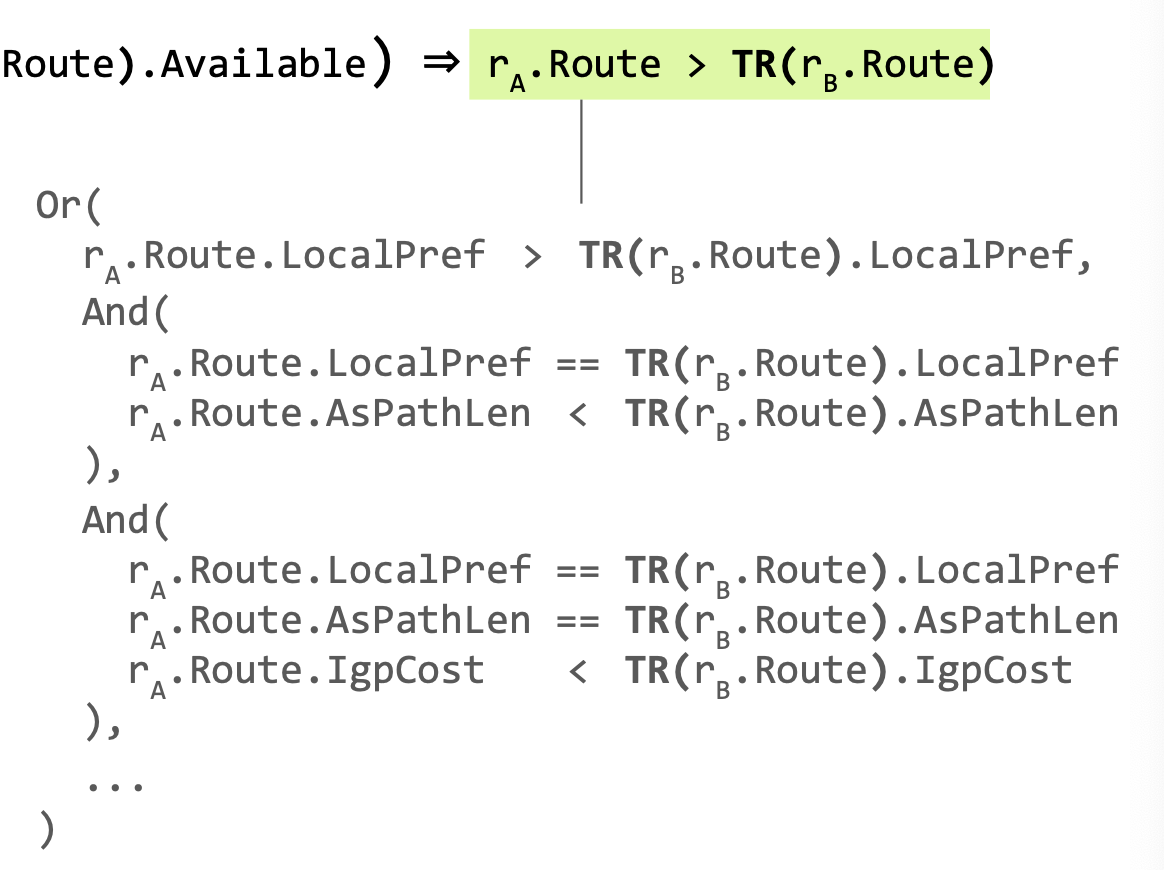 Route).Available) ⇒ r_A.Route > TR(r_B.Route)
Or(
r_A.Route.LocalPref > TR(r_B.Route).LocalPref,
And(
r_A.Route.LocalPref == TR(r_B.Route).LocalPref
r_A.Route.AsPathLen < TR(r_B.Route).AsPathLen
),
And(
r_A.Route.LocalPref == TR(r_B.Route).LocalPref
r_A.Route.AsPathLen == TR(r_B.Route).AsPathLen
r_A.Route.IgpCost < TR(r_B.Route).IgpCost
),
...
)